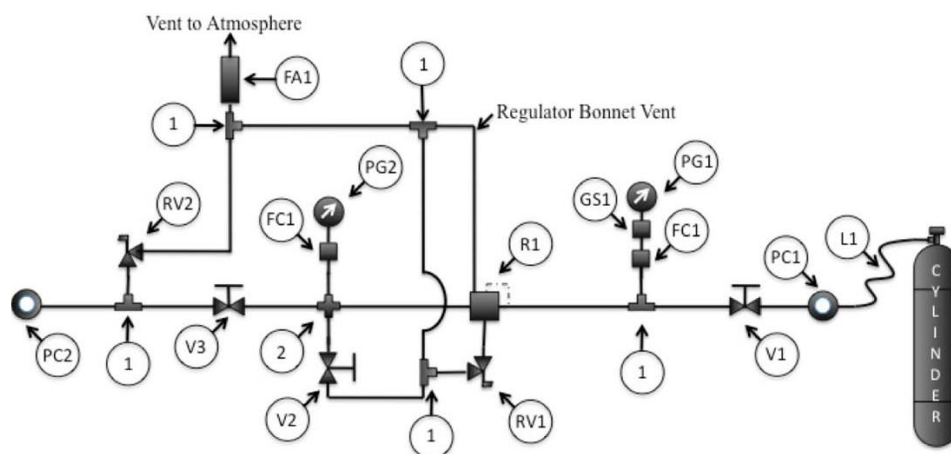 Vent to Atmosphere
FA1
1
1
Regulator Bonnet Vent
PG2
PG1
RV2
FC1
GS1
R1
FC1
PC1
L1
CYLINDER
PC2
1
V3
2
V2
1
RV1
1
V1